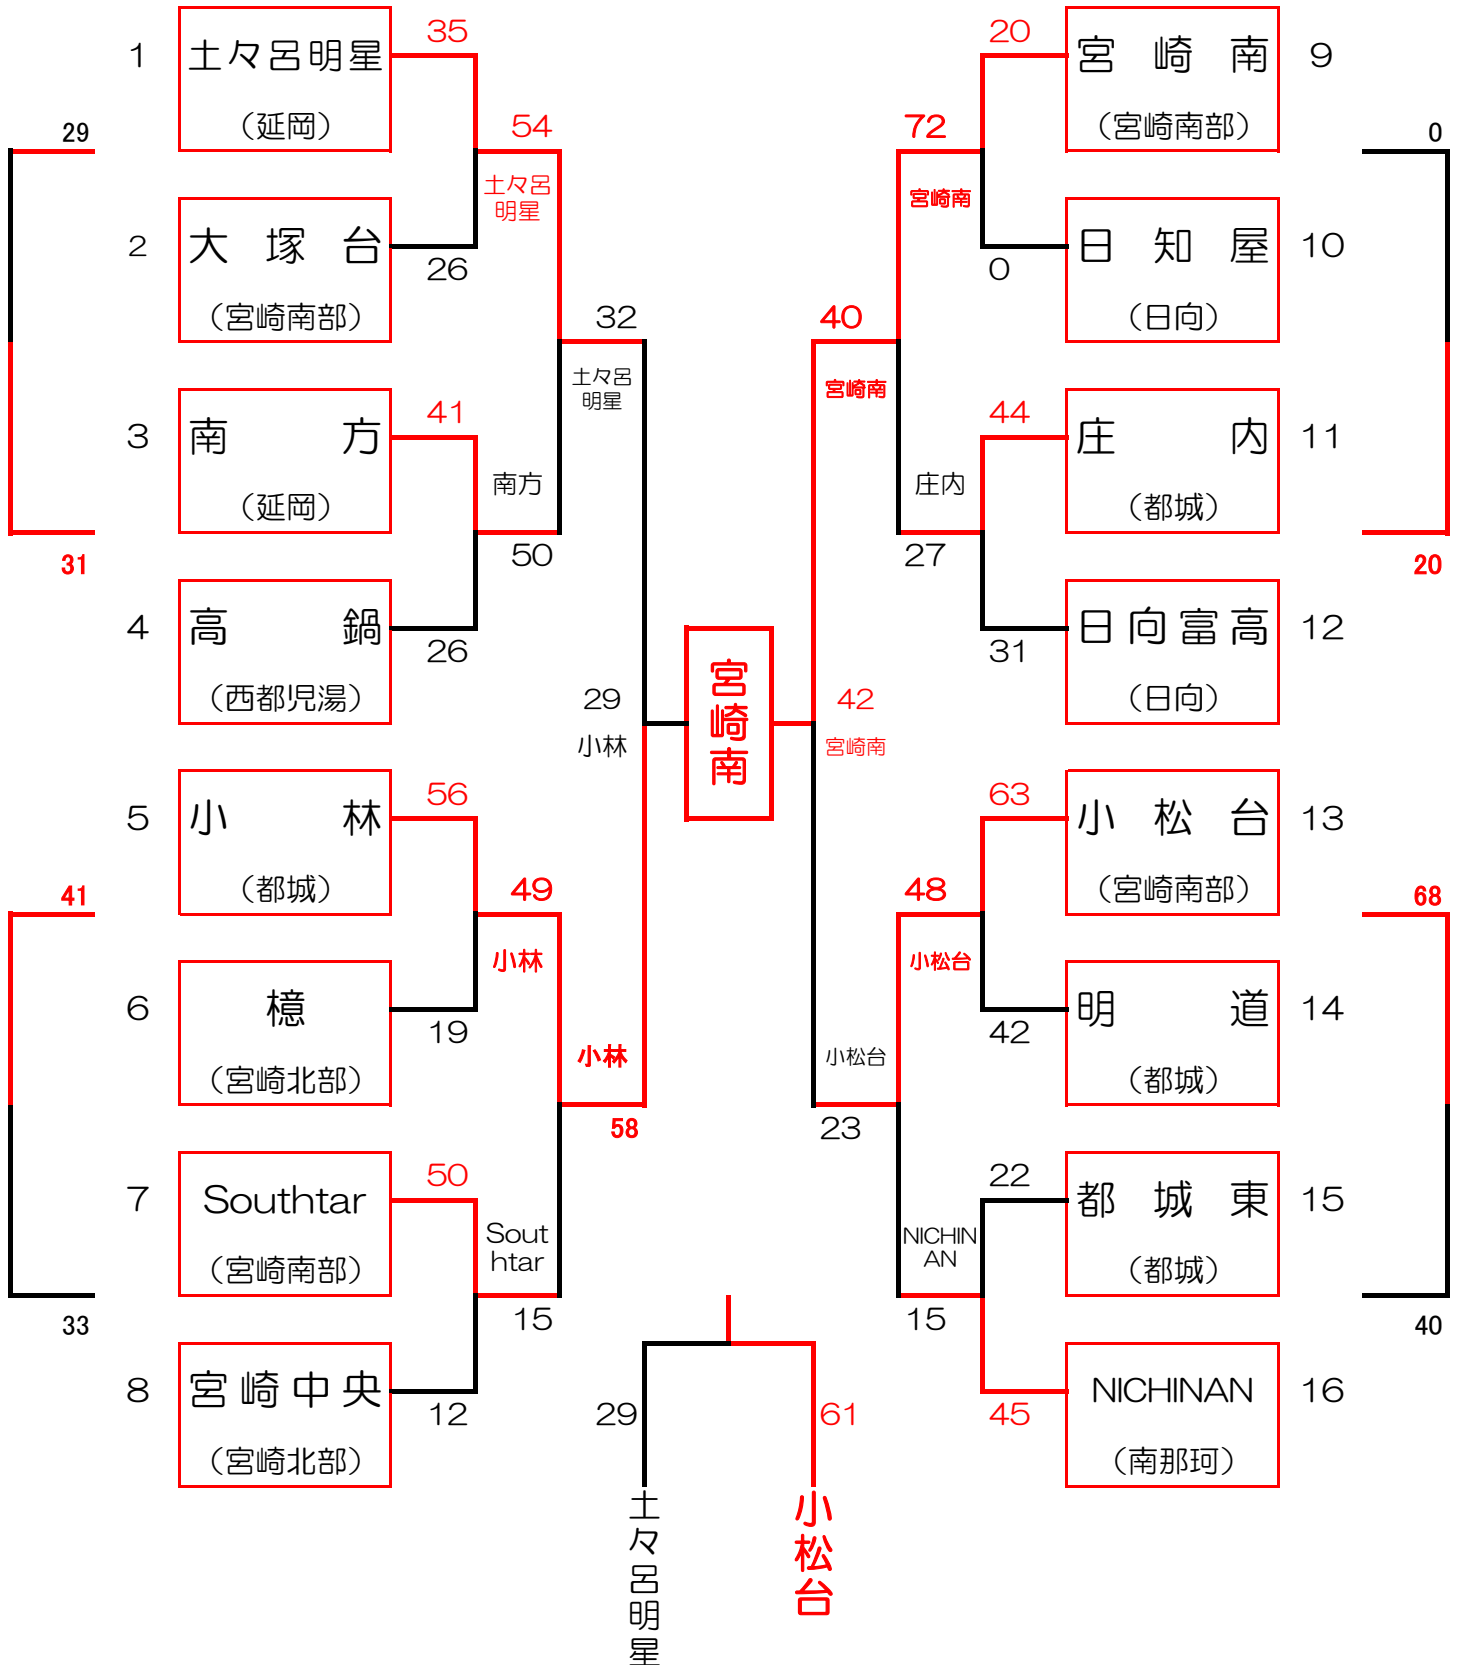 35
1
土々呂明星
(延岡)
29
54
土々呂
明星
2
大塚台
26
(宮崎南部)
32
土々呂
明星
3
南方
41
(延岡)
南方
50
31
4
高鍋
26
(西都児湯)
29
小林
5
小林
56
(都城)
41
49
小林
6
檍
19
(宮崎北部)
小林
58
7
Southtar
50
(宮崎南部)
Sout
htar
15
33
8
宮崎中央
12
(宮崎北部)
宮崎南
20
宮崎南
9
(宮崎南部)
0
72
宮崎南
日知屋
10
0
(日向)
40
宮崎南
44
庄内
11
(都城)
庄内
27
20
日向富高
12
31
(日向)
42
宮崎南
63
小松台
13
(宮崎南部)
68
48
小松台
明道
14
42
(都城)
小松台
23
22
都城東
15
(都城)
NICHIN
AN
15
40
NICHINAN
16
45
(南那珂)
29
61
土々呂明星
小松台